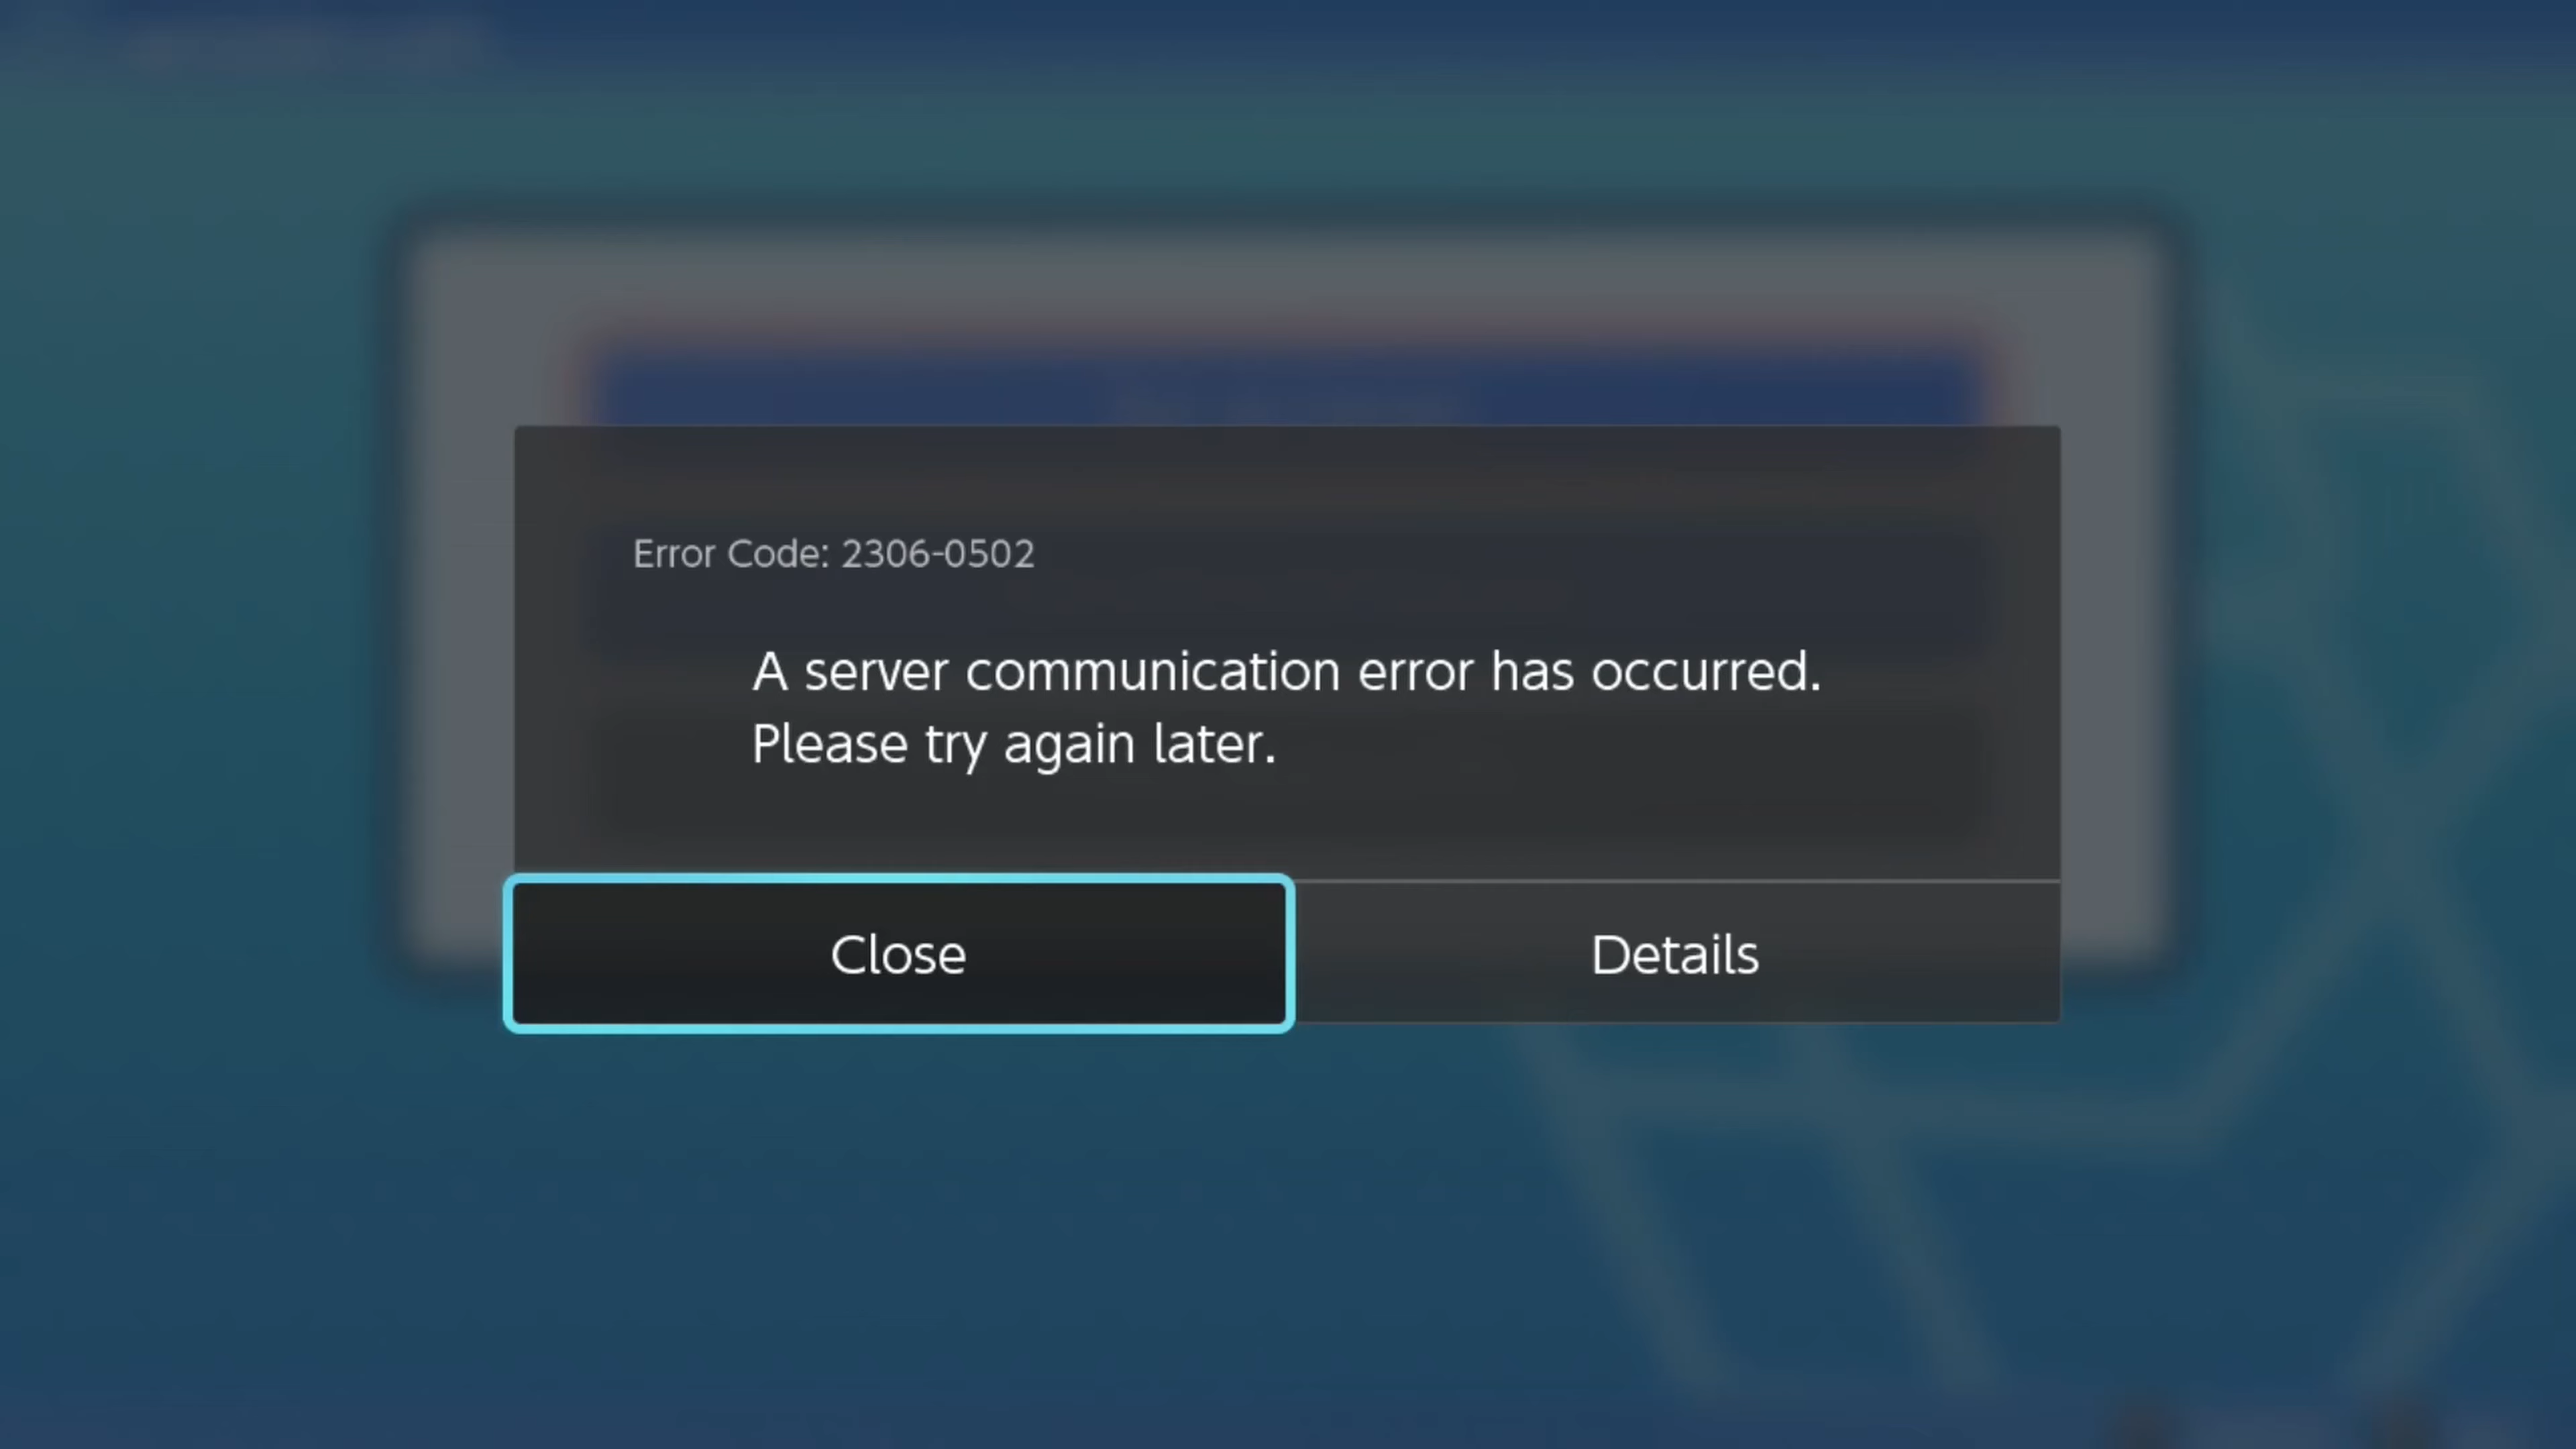 Error Code: 2306-0502
A server communication error has occurred.
Please try again later.
Close
Details